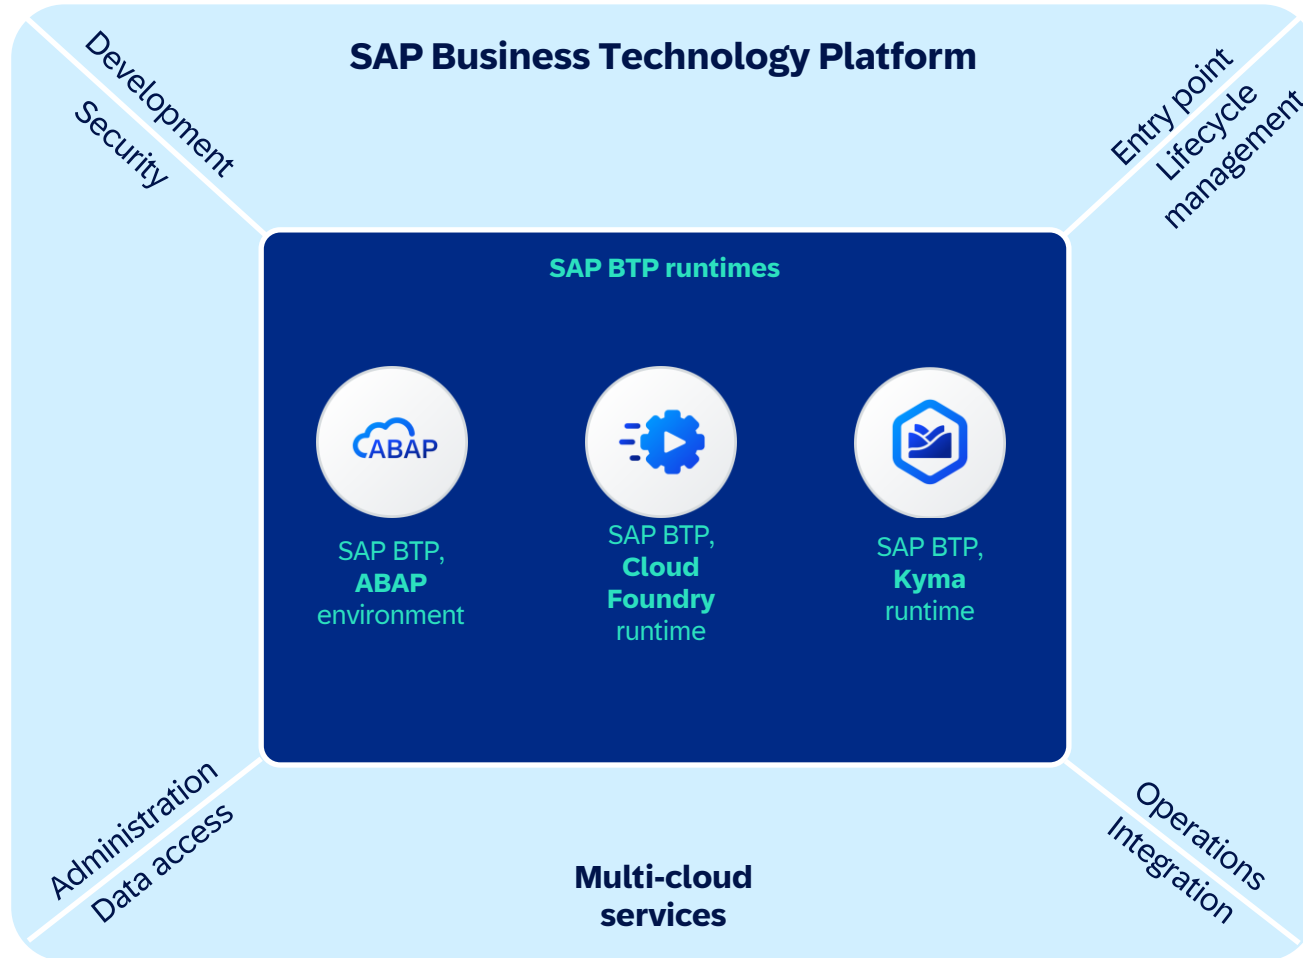 SAP Business Technology Platform
Development
Security
Entry point
Lifecycle
management
SAP BTP runtimes
ABAP
SAP BTP,
ABAP
environment
SAP BTP,
Cloud
Foundry
runtime
SAP BTP,
Kyma
runtime
Administration
Data access
Operations
Integration
Multi-cloud
services